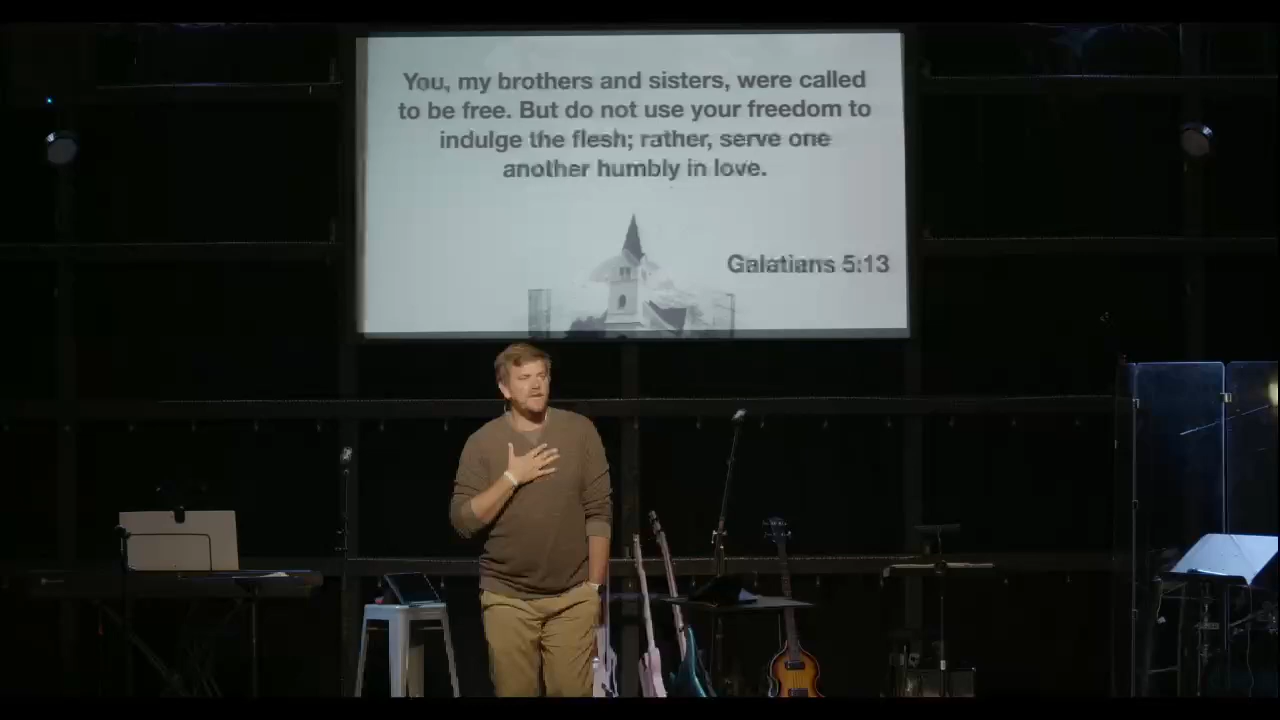 You, my brothers and sisters, were called
to be free. But do not use your freedom to
indulge the flesh; rather, serve one
another humbly in love.
Galatians 5:13